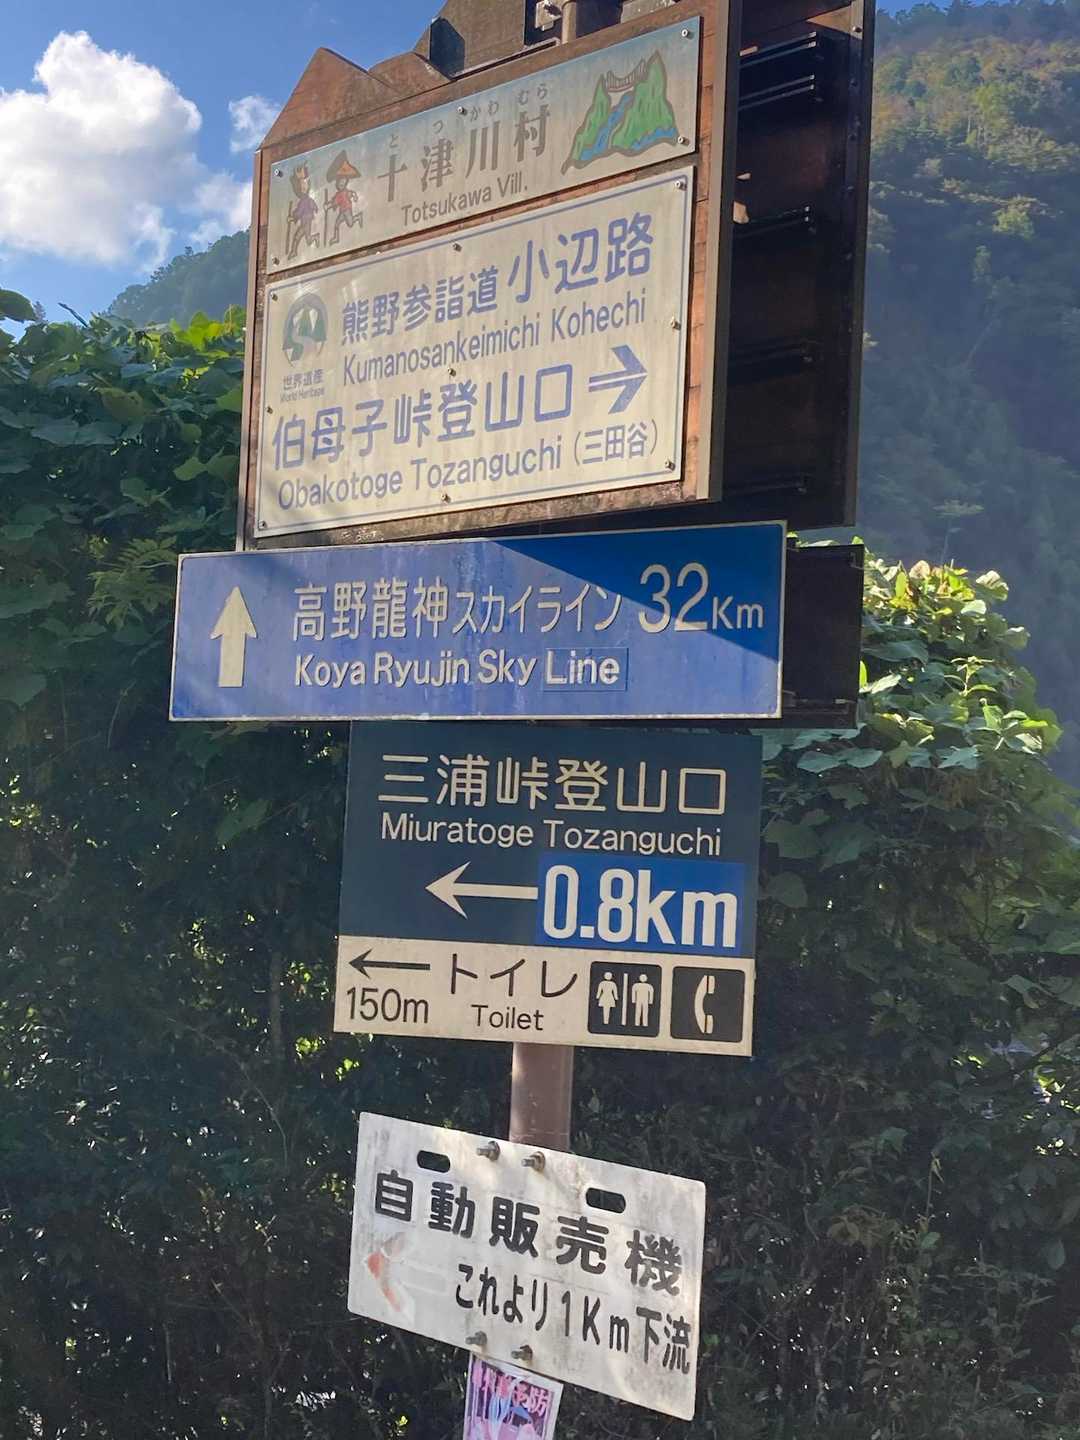 とつかわむら
十津川村
Totsukawa Vill.
熊野参詣道 小辺路
Kumanosankeimichi Kohechi
世界遺産
World Heritage
伯母子峠登山口
Obakotoge Tozanguchi (三田谷)
高野龍神スカイライン 32Km
Koya Ryujin Sky Line
三浦峠登山口
Miuratoge Tozanguchi
0.8km
トイレ
150m Toilet
自動販売機
これより1Km下流